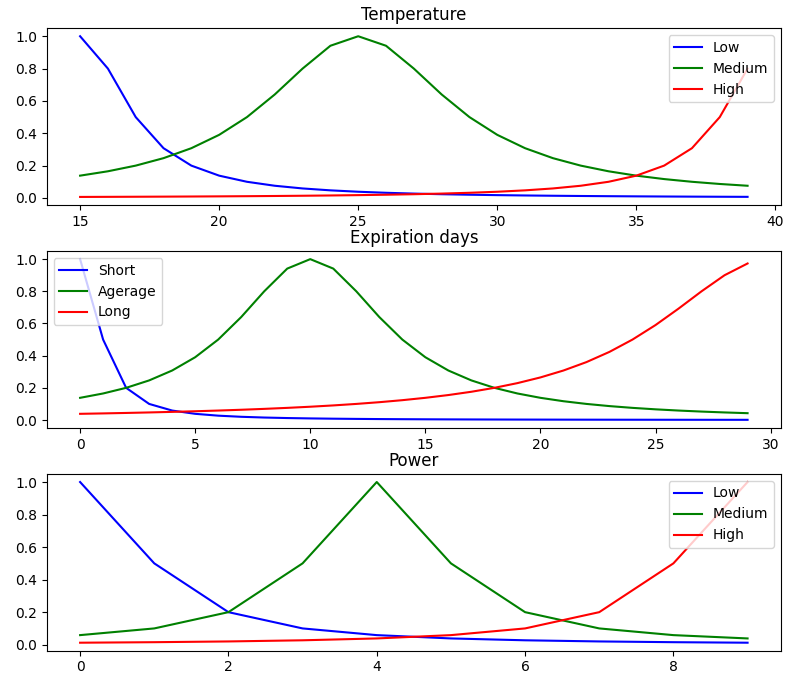 Temperature
1.0
0.8
0.6
0.4
0.2
0.0
Low
Medium
High
15 20 25 30 35 40
Expiration days
1.0
0.8
0.6
0.4
0.2
0.0
Short
Agerage
Long
0 5 10 15 20 25 30
Power
1.0
0.8
0.6
0.4
0.2
0.0
Low
Medium
High
0 2 4 6 8